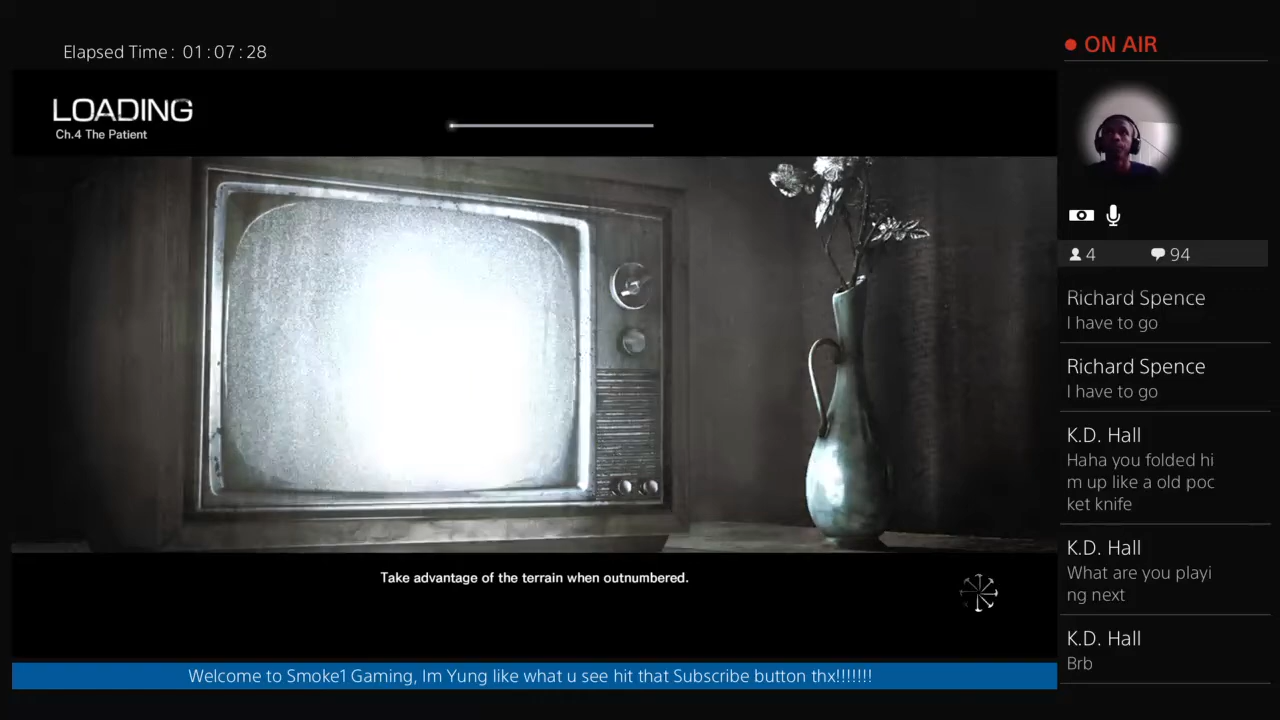 Elapsed Time: 01:07:28
ON AIR
LOADING
Ch.4 The Patient
4 94
Richard Spence
I have to go
Richard Spence
I have to go
K.D. Hall
Haha you folded hi
m up like a old poc
ket knife
K.D. Hall
What are you playi
ng next
K.D. Hall
Brb
Take advantage of the terrain when outnumbered.
Welcome to Smoke1 Gaming, Im Yung like what u see hit that Subscribe button thx!!!!!!!